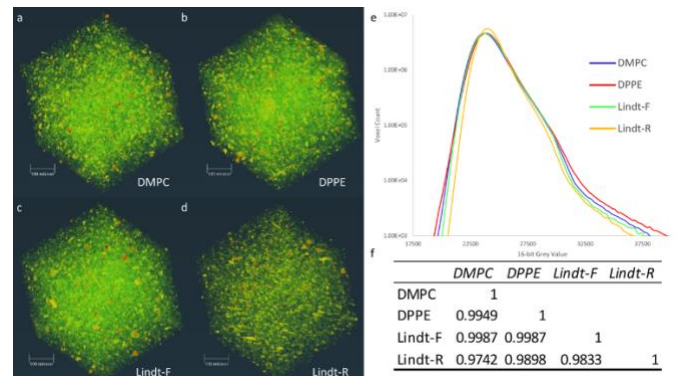 a
DMPC
b
DPPE
c
Lindt-F
d
Lindt-R
e
1.00E+07
1.00E+06
1.00E+05
1.00E+04
1.00E+03
Voxel Count
17500 22500 27500 32500 37500
16-bit Grey Value
DMPC
DPPE
Lindt-F
Lindt-R
f
DMPC DPPE Lindt-F Lindt-R
DMPC 1
DPPE 0.9949 1
Lindt-F 0.9987 0.9987 1
Lindt-R 0.9742 0.9898 0.9833 1